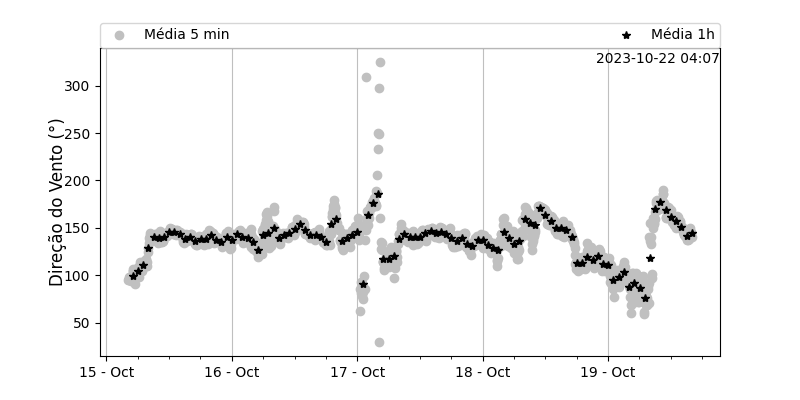 Média 5 min
Média 1h
2023-10-22 04:07
Direção do Vento (°)
300
250
200
150
100
50
15 - Oct
16 - Oct
17 - Oct
18 - Oct
19 - Oct